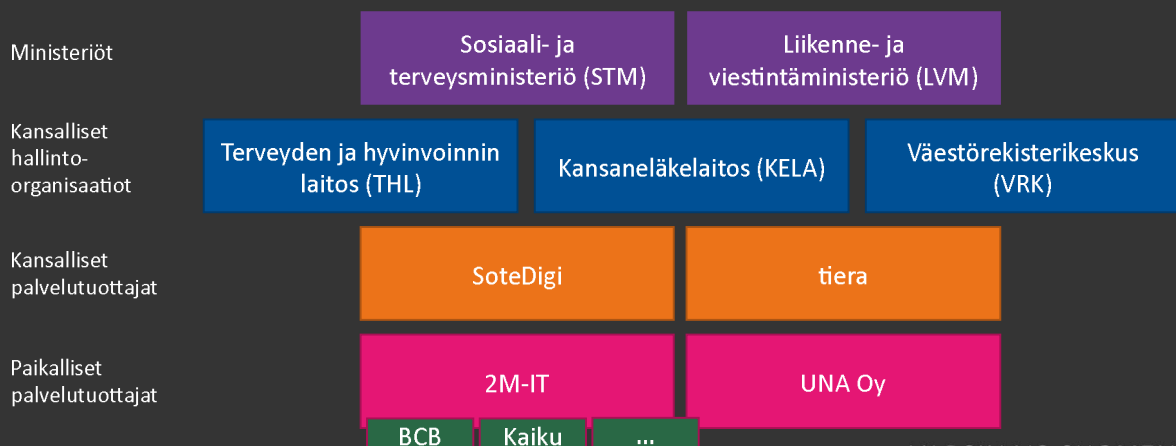 Ministeriöt
Sosiaali- ja
terveysministeriö (STM)
Liikenne- ja
viestintäministeriö (LVM)
Kansalliset
hallinto-
organisaatiot
Terveyden ja hyvinvoinnin
laitos (THL)
Kansaneläkelaitos (KELA)
Väestörekisterikeskus
(VRK)
Kansalliset
palvelutuottajat
SoteDigi
tiera
Paikalliset
palvelutuottajat
2M-IT
UNA Oy
BCB
Kaiku
...